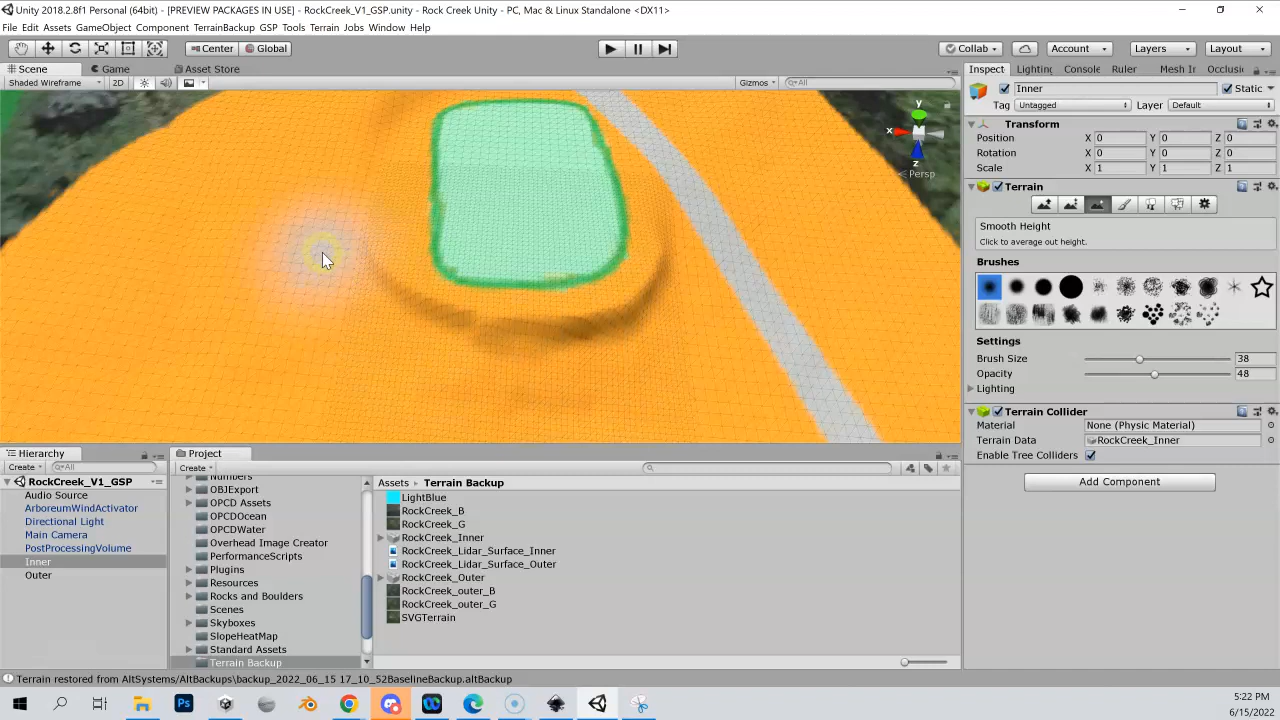 Unity 2018.2.8f1 Personal (64bit) - [PREVIEW PACKAGES IN USE] - RockCreek_V1_GSP.unity - Rock Creek Unity - PC, Mac & Linux Standalone <DX11>
File Edit Assets GameObject Component TerrainBackup GSP Tools Terrain Jobs Window Help
Center Global Collab Account Layers Layout
Scene Game Asset Store
Shaded Wireframe 2D Gizmos All
y
x
z
Persp
Inspect Lighting Console Ruler Mesh In Occlusi
Inner Static
Tag Untagged Layer Default
Transform
Position X 0 Y 0 Z 0
Rotation X 0 Y 0 Z 0
Scale X 1 Y 1 Z 1
Terrain
Smooth Height
Click to average out height.
Brushes
Settings
Brush Size 38
Opacity 48
Lighting
Terrain Collider
Material None (Physic Material)
Terrain Data RockCreek_Inner
Enable Tree Colliders
Add Component
Hierarchy
Create All
RockCreek_V1_GSP
Audio Source
ArboreumWindActivator
Directional Light
Main Camera
PostProcessingVolume
Inner
Outer
Project
Create
Numbers
OBJExport
OPCD Assets
OPCDOcean
OPCDWater
Overhead Image Creator
PerformanceScripts
Plugins
Resources
Rocks and Boulders
Scenes
Skyboxes
SlopeHeatMap
Standard Assets
Terrain Backup
Assets Terrain Backup
LightBlue
RockCreek_B
RockCreek_G
RockCreek_Inner
RockCreek_Lidar_Surface_Inner
RockCreek_Lidar_Surface_Outer
RockCreek_Outer
RockCreek_outer_B
RockCreek_outer_G
SVGTerrain
Terrain restored from AltSystems/AltBackups\backup_2022_06_15 17_10_52BaselineBackup.altBackup
Ps
5:22 PM
6/15/2022